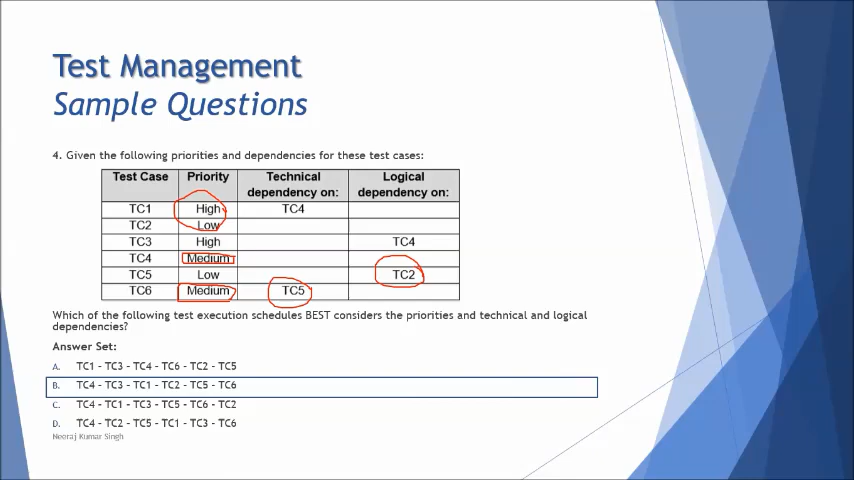 Test Management
Sample Questions
4. Given the following priorities and dependencies for these test cases:
Test Case Priority Technical dependency on: Logical dependency on:
TC1 High TC4
TC2 Low
TC3 High TC4
TC4 Medium
TC5 Low TC2
TC6 Medium TC5
Which of the following test execution schedules BEST considers the priorities and technical and logical
dependencies?
Answer Set:
A. TC1 – TC3 – TC4 – TC6 – TC2 – TC5
B. TC4 – TC3 – TC1 – TC2 – TC5 – TC6
C. TC4 – TC1 – TC3 – TC5 – TC6 – TC2
D. TC4 – TC2 – TC5 – TC1 – TC3 – TC6
Neeraj Kumar Singh